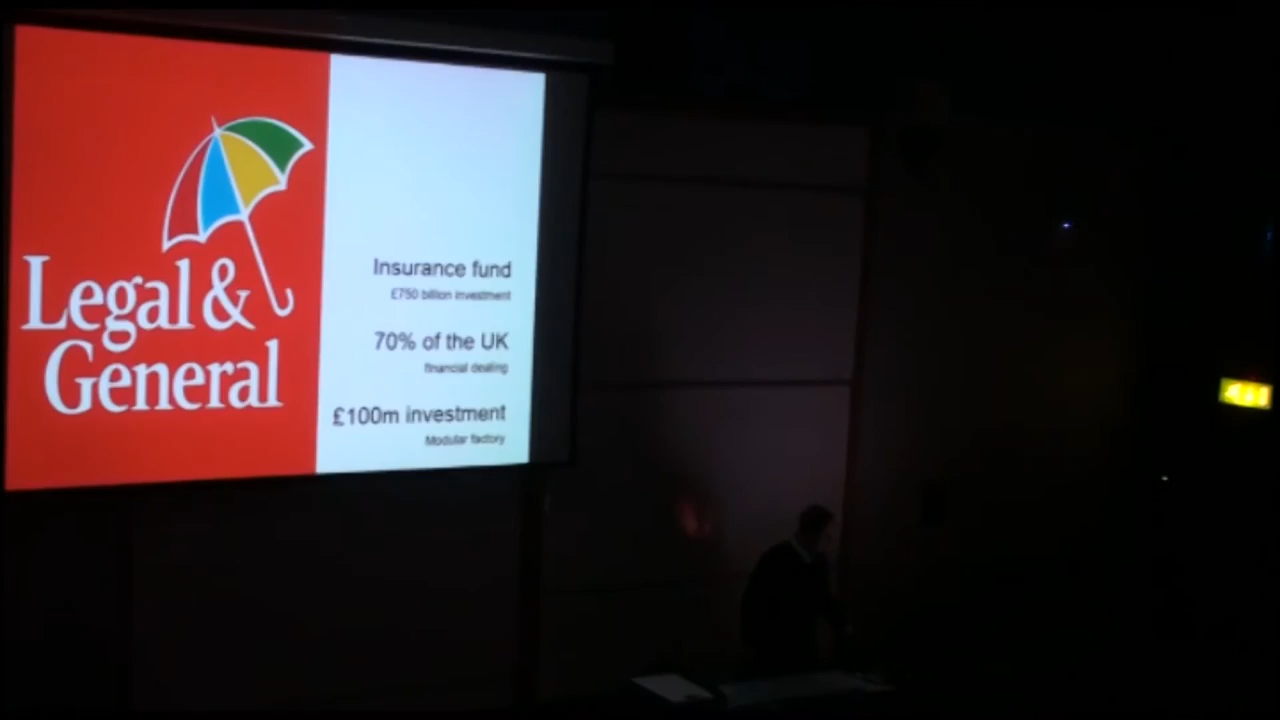 Legal &
General
Insurance fund
£750 billion investment
70% of the UK
financial dealing
£100m investment
Modular factory